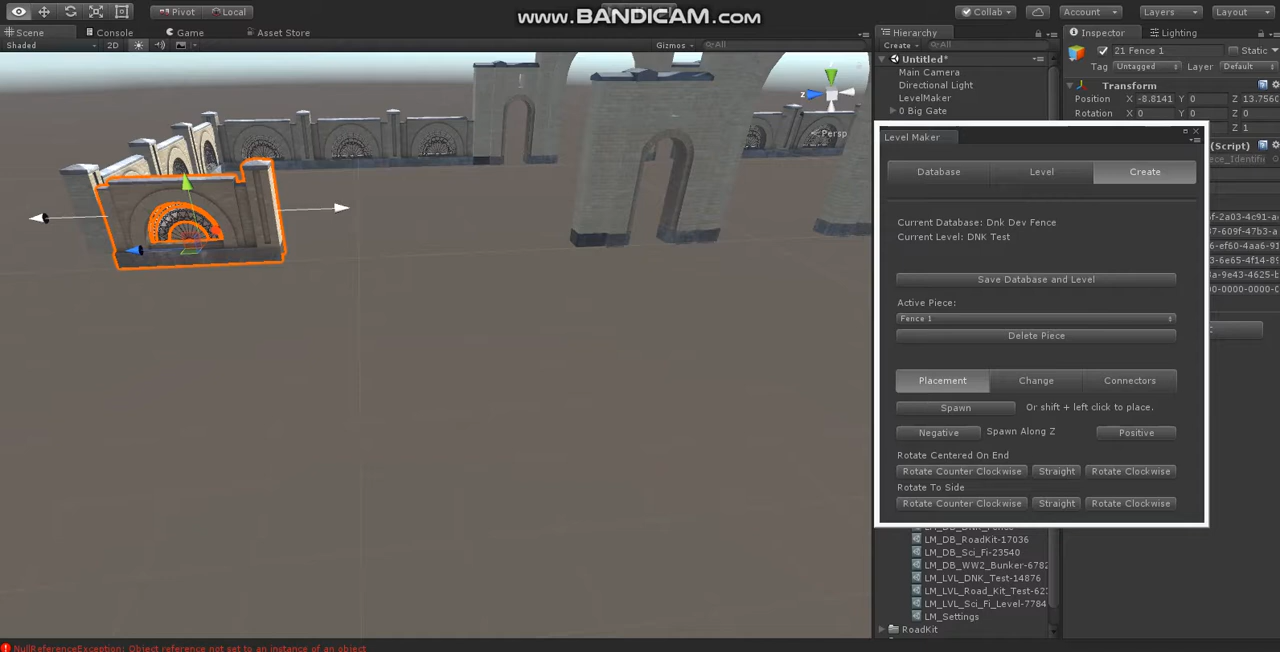 Pivot Local
www.BANDICAM.com
Collab Account Layers Layout
Scene Console Game Asset Store
Shaded 2D Gizmos All
Hierarchy
Create All
Untitled*
Main Camera
Directional Light
LevelMaker
0 Big Gate
Inspector Lighting
21 Fence 1 Static
Tag Untagged Layer Default
Transform
Position X -8.8141 Y 0 Z 13.7560
Rotation X 0 Y 0 Z 0
z
Persp
Level Maker
Database Level Create
Current Database: Dnk Dev Fence
Current Level: DNK Test
Save Database and Level
Active Piece:
Fence 1
Delete Piece
Placement Change Connectors
Spawn Or shift + left click to place.
Negative Spawn Along Z Positive
Rotate Centered On End
Rotate Counter Clockwise Straight Rotate Clockwise
Rotate To Side
Rotate Counter Clockwise Straight Rotate Clockwise
Z 1
(Script)
LM_DB_RoadKit-17036
LM_DB_Sci_Fi-23540
LM_DB_WW2_Bunker-6782
LM_LVL_DNK_Test-14876
LM_LVL_Road_Kit_Test-623
LM_LVL_Sci_Fi_Level-7784
LM_Settings
RoadKit
NullReferenceException: Object reference not set to an instance of an object